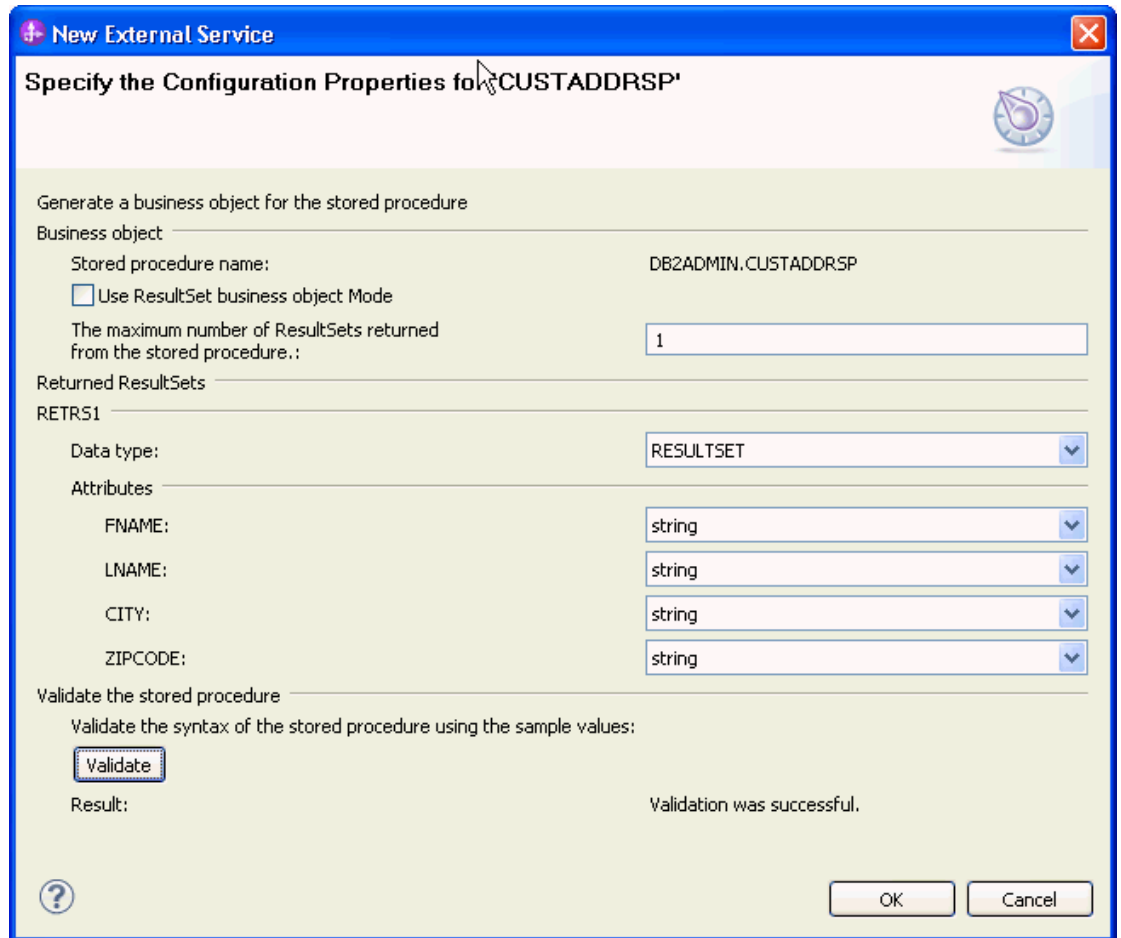 New External Service
Specify the Configuration Properties for 'CUSTADDRSP'
Generate a business object for the stored procedure
Business object
Stored procedure name: DB2ADMIN.CUSTADDRSP
Use ResultSet business object Mode
The maximum number of ResultSets returned
from the stored procedure.: 1
Returned ResultSets
RETRS1
Data type: RESULTSET
Attributes
FNAME: string
LNAME: string
CITY: string
ZIPCODE: string
Validate the stored procedure
Validate the syntax of the stored procedure using the sample values:
Validate
Result: Validation was successful.
? OK Cancel